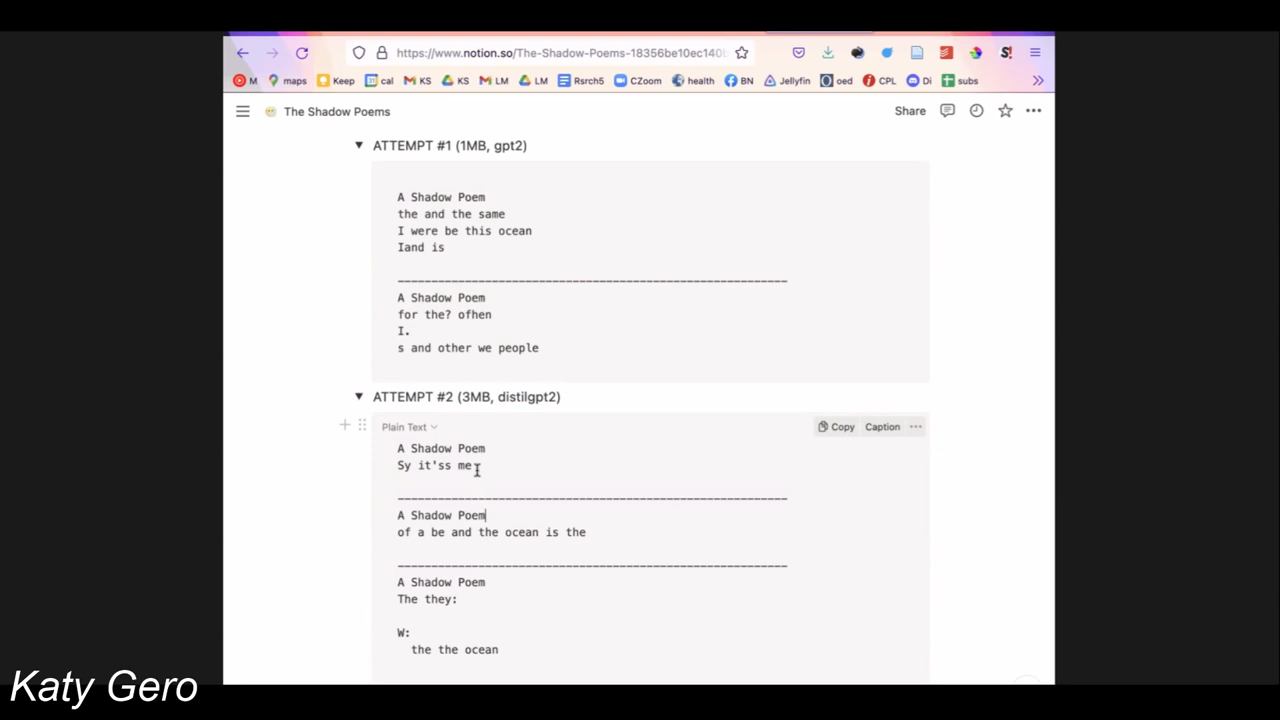 https://www.notion.so/The-Shadow-Poems-18356be10ec140b
M maps Keep cal KS KS LM LM Rsrch5 CZoom health BN Jellyfin oed CPL Di subs
The Shadow Poems
Share
ATTEMPT #1 (1MB, gpt2)
A Shadow Poem
the and the same
I were be this ocean
Iand is
----------------------------------------------------------
A Shadow Poem
for the? ofhen
I.
s and other we people
ATTEMPT #2 (3MB, distilgpt2)
Plain Text
Copy Caption
A Shadow Poem
Sy it'ss me
----------------------------------------------------------
A Shadow Poem
of a be and the ocean is the
----------------------------------------------------------
A Shadow Poem
The they:
W:
the the ocean
Katy Gero